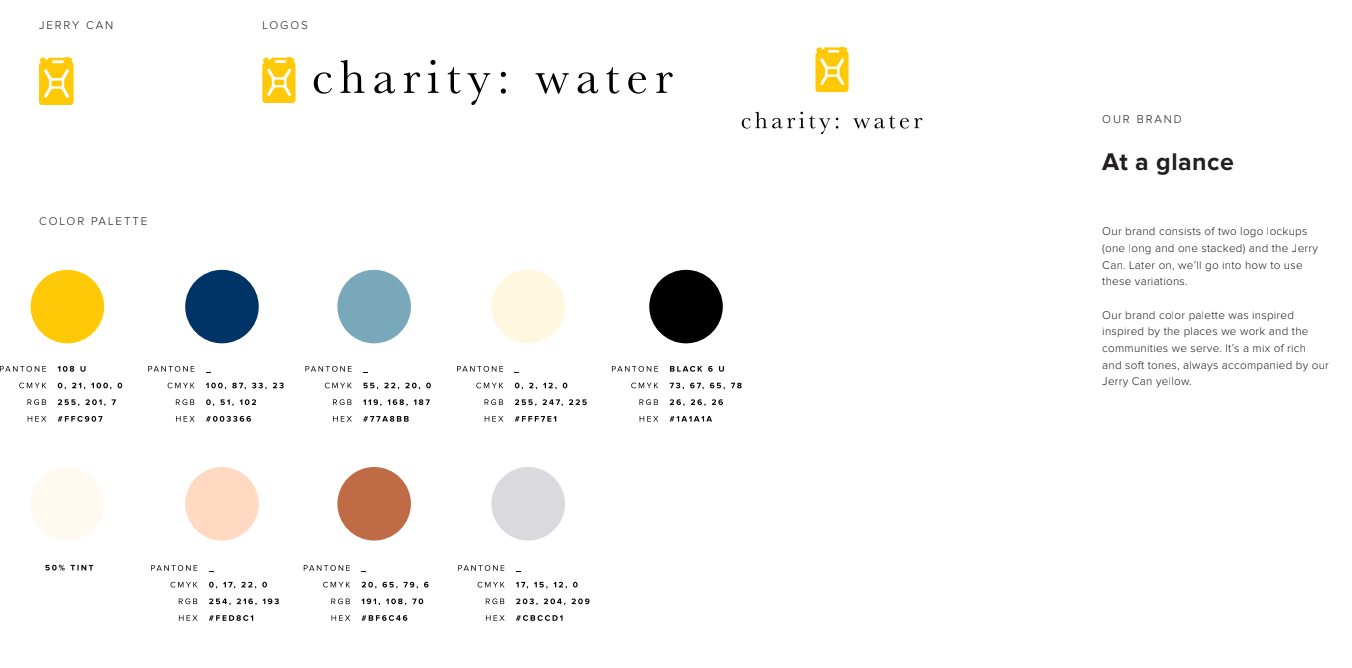 JERRY CAN
LOGOS
charity: water
charity: water
OUR BRAND
At a glance
Our brand consists of two logo lockups
(one long and one stacked) and the Jerry
Can. Later on, we'll go into how to use
these variations.
Our brand color palette was inspired
inspired by the places we work and the
communities we serve. It's a mix of rich
and soft tones, always accompanied by our
Jerry Can yellow.
COLOR PALETTE
PANTONE 108 U
CMYK 0, 21, 100, 0
RGB 255, 201, 7
HEX #FFC907
PANTONE _
CMYK 100, 87, 33, 23
RGB 0, 51, 102
HEX #003366
PANTONE _
CMYK 55, 22, 20, 0
RGB 119, 168, 187
HEX #77A8BB
PANTONE _
CMYK 0, 2, 12, 0
RGB 255, 247, 225
HEX #FFF7E1
PANTONE BLACK 6 U
CMYK 73, 67, 65, 78
RGB 26, 26, 26
HEX #1A1A1A
50% TINT
PANTONE _
CMYK 0, 17, 22, 0
RGB 254, 216, 193
HEX #FED8C1
PANTONE _
CMYK 20, 65, 79, 6
RGB 191, 108, 70
HEX #BF6C46
PANTONE _
CMYK 17, 15, 12, 0
RGB 203, 204, 209
HEX #CBCCD1